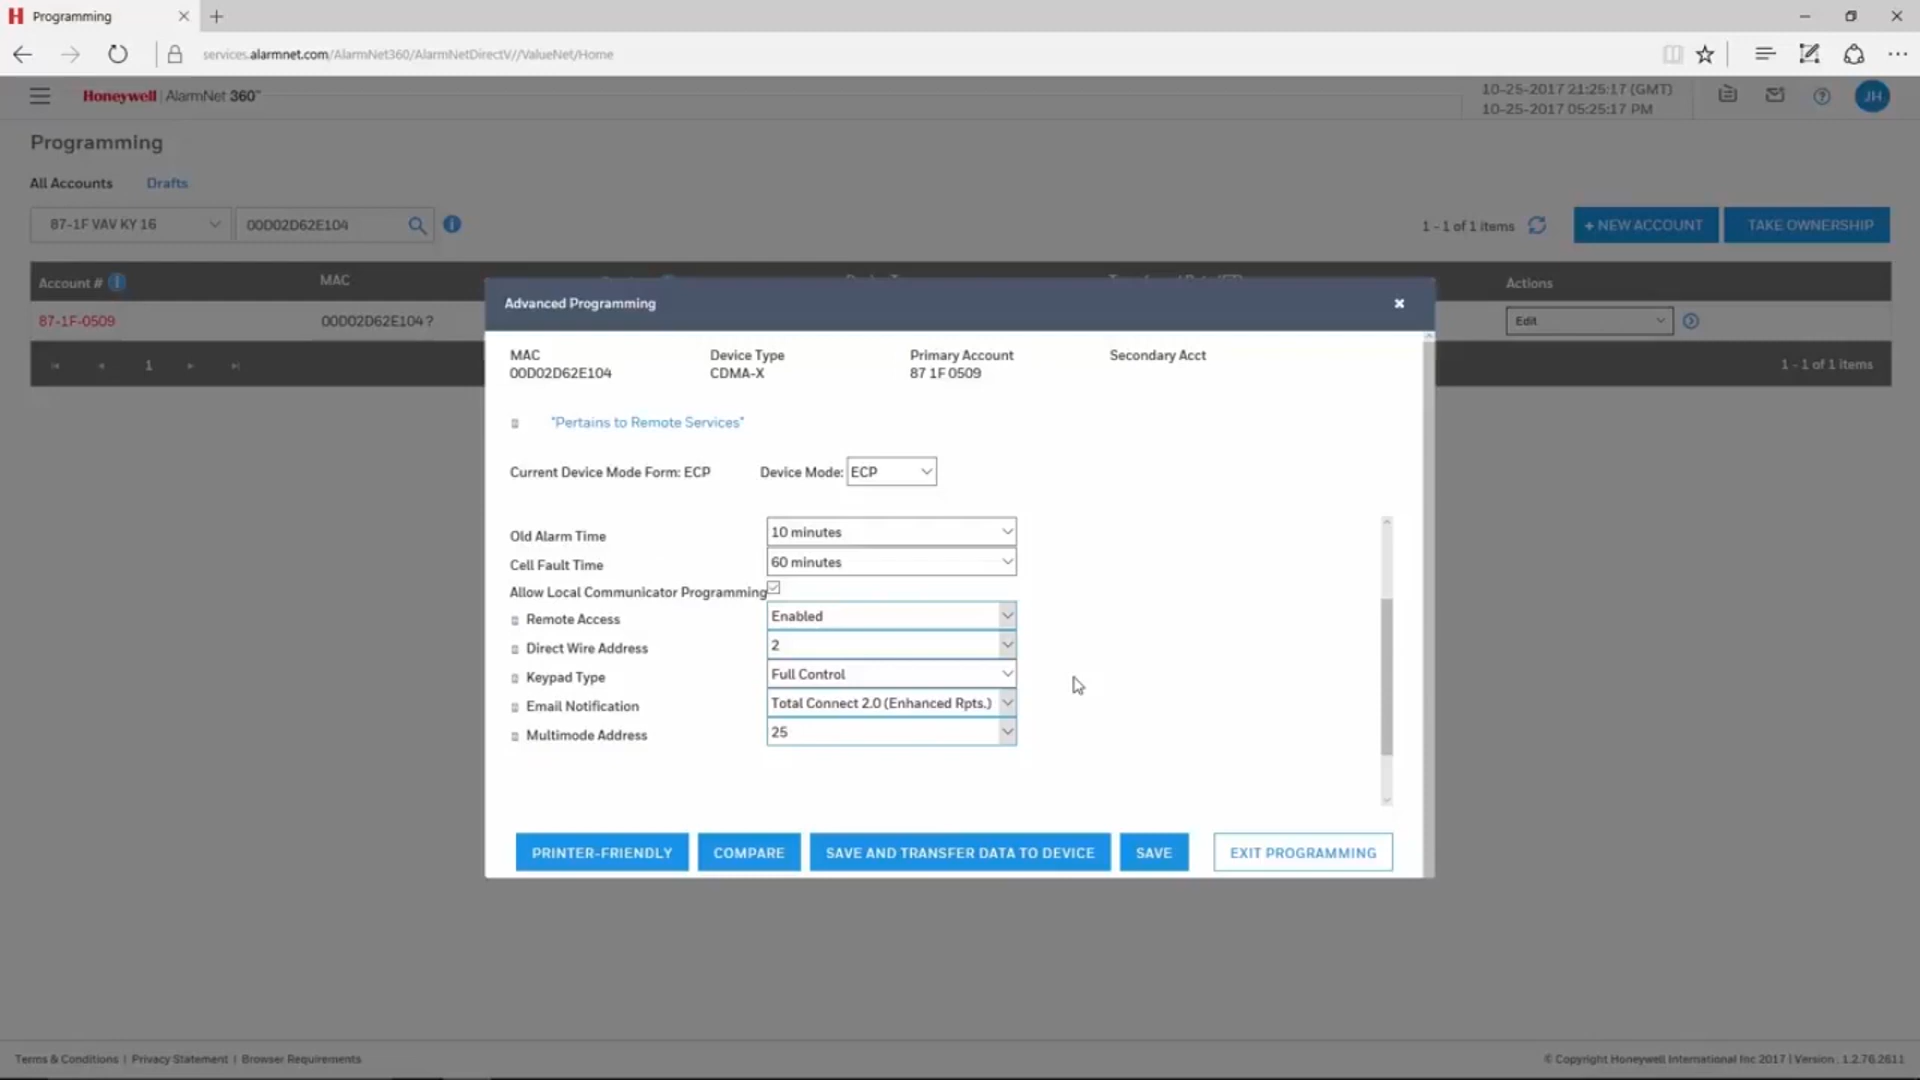 Programming
services.alarmnet.com/AlarmNet360/AlarmNetDirectV//ValueNet/Home
Honeywell | AlarmNet 360™
10-25-2017 21:25:17 (GMT)
10-25-2017 05:25:17 PM
JH
Programming
All Accounts Drafts
87-1F VAV KY 16 00D02D62E104
1 - 1 of 1 items + NEW ACCOUNT TAKE OWNERSHIP
Account # MAC Actions
87-1F-0509 00D02D62E104 ? Edit
1 1 - 1 of 1 items
Advanced Programming
MAC Device Type Primary Account Secondary Acct
00D02D62E104 CDMA-X 87 1F 0509
"Pertains to Remote Services"
Current Device Mode Form: ECP Device Mode: ECP
Old Alarm Time 10 minutes
Cell Fault Time 60 minutes
Allow Local Communicator Programming
Remote Access Enabled
Direct Wire Address 2
Keypad Type Full Control
Email Notification Total Connect 2.0 (Enhanced Rpts.)
Multimode Address 25
PRINTER-FRIENDLY COMPARE SAVE AND TRANSFER DATA TO DEVICE SAVE EXIT PROGRAMMING
Terms & Conditions | Privacy Statement | Browser Requirements
© Copyright Honeywell International Inc 2017 | Version : 1.2.76.2611